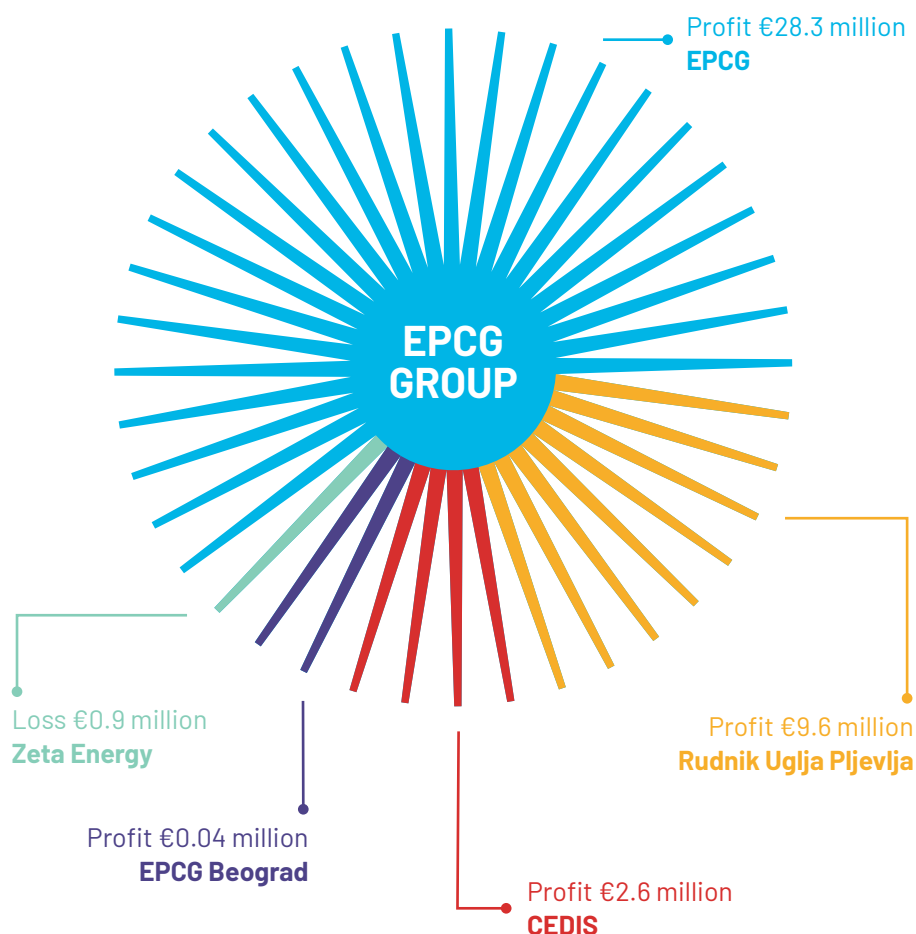 Profit €28.3 million
EPCG
EPCG
GROUP
Loss €0.9 million
Zeta Energy
Profit €9.6 million
Rudnik Uglja Pljevlja
Profit €0.04 million
EPCG Beograd
Profit €2.6 million
CEDIS